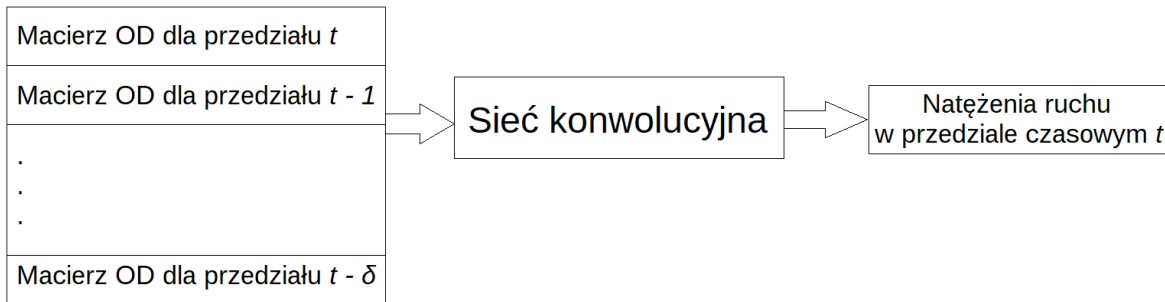 Macierz OD dla przedziału t
Macierz OD dla przedziału t - 1
.
.
.
Macierz OD dla przedziału t - δ
Sieć konwolucyjna
Natężenia ruchu
w przedziale czasowym t